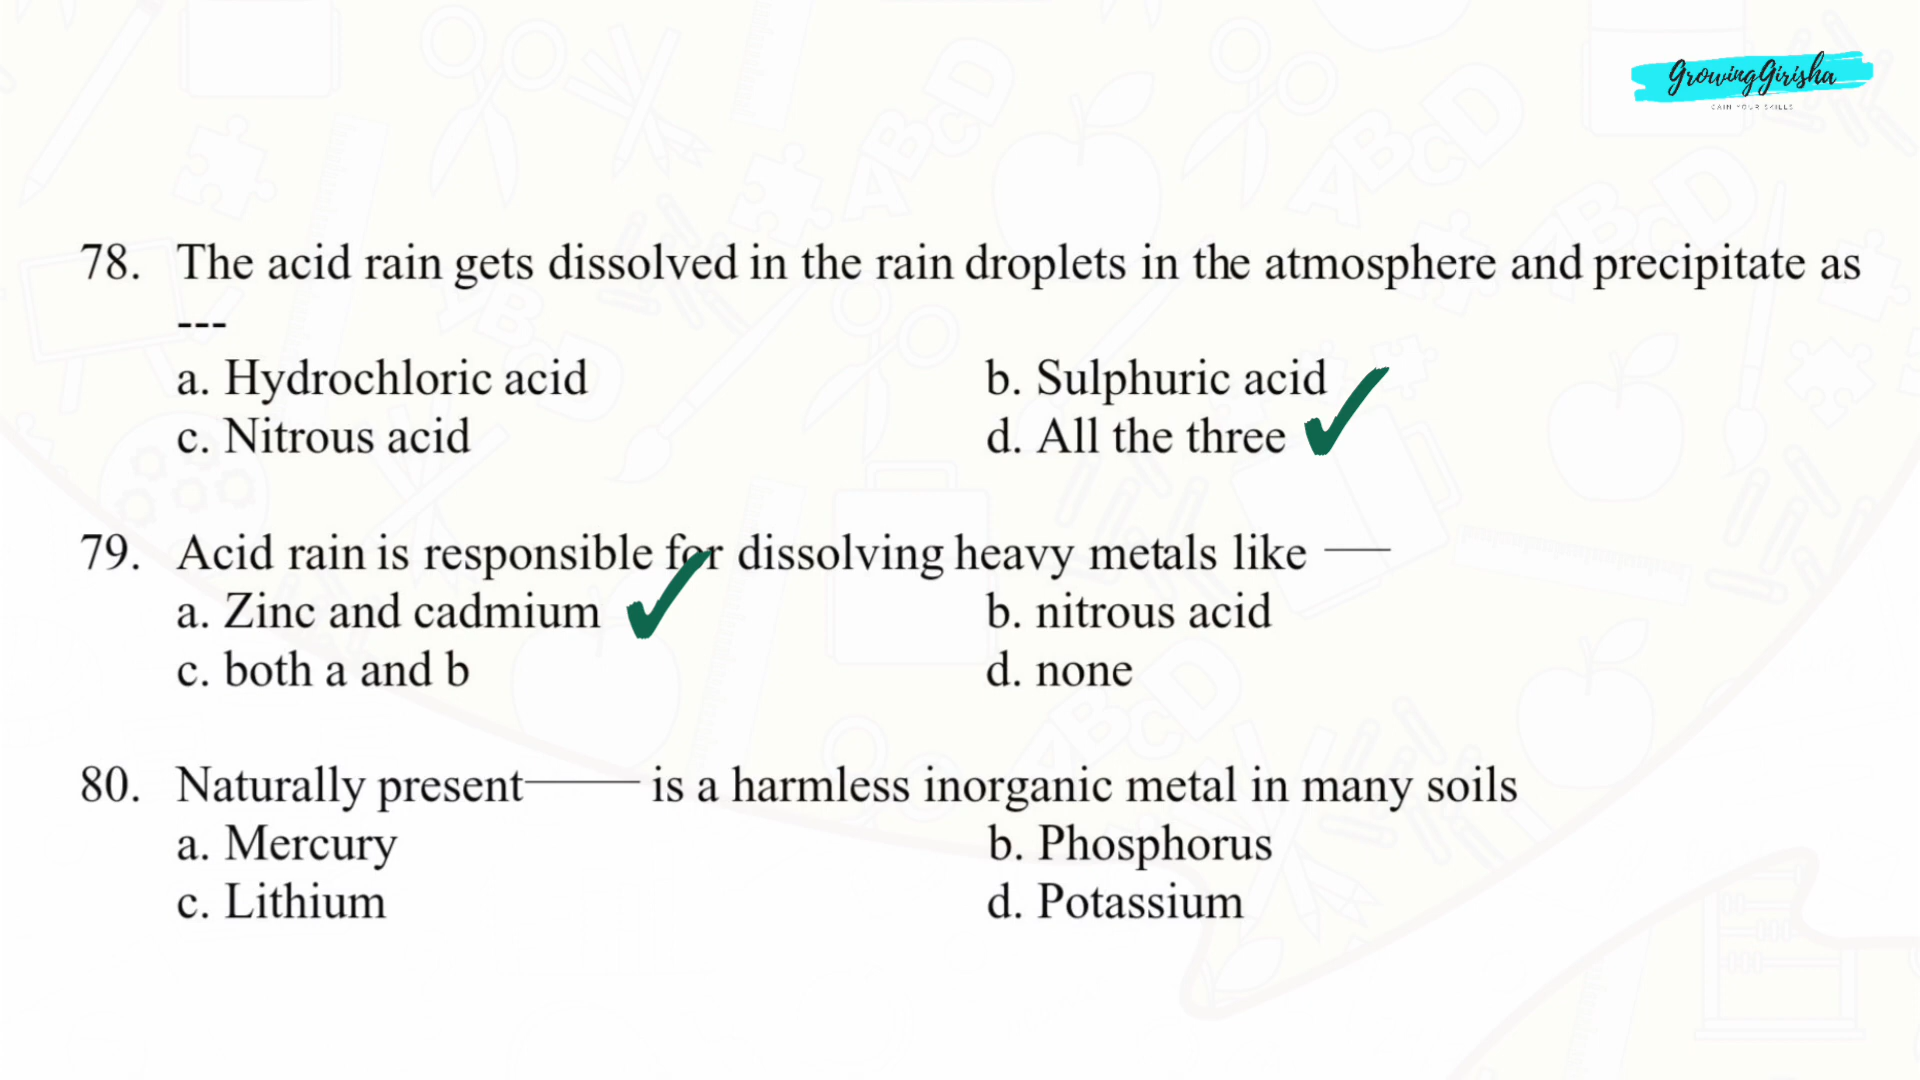 GrowingGirisha
GAIN YOUR SKILLS
78. The acid rain gets dissolved in the rain droplets in the atmosphere and precipitate as
---
a. Hydrochloric acid b. Sulphuric acid
c. Nitrous acid d. All the three
79. Acid rain is responsible for dissolving heavy metals like ——
a. Zinc and cadmium b. nitrous acid
c. both a and b d. none
80. Naturally present——— is a harmless inorganic metal in many soils
a. Mercury b. Phosphorus
c. Lithium d. Potassium